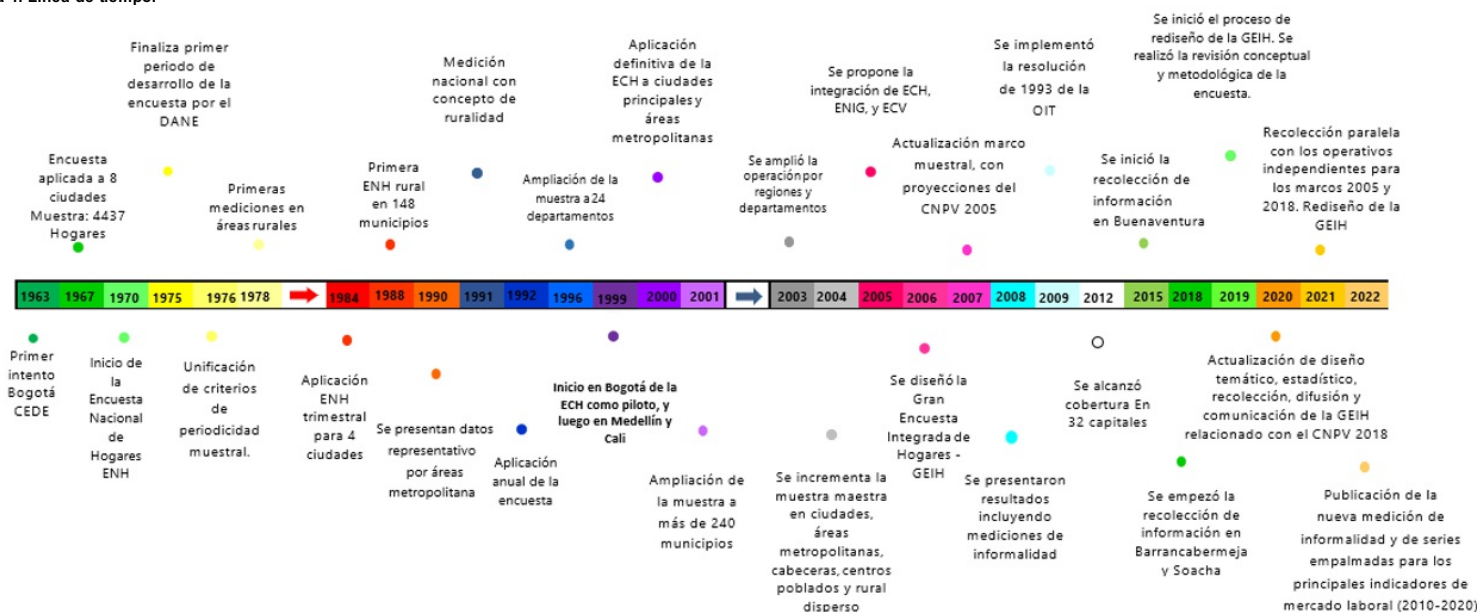 Finaliza primer
periodo de
desarrollo de la
encuesta por el
DANE
Medición
nacional con
concepto de
ruralidad
Aplicación
definitiva de la
ECH a ciudades
principales y
áreas
metropolitanas
Se propone la
integración de ECH,
ENIG, y ECV
Se implementó
la resolución
de 1993 de la
OIT
Se inició el proceso de
rediseño de la GEIH. Se
realizó la revisión conceptual
y metodológica de la
encuesta.
Encuesta
aplicada a 8
ciudades
Muestra: 4437
Hogares
Primeras
mediciones en
áreas rurales
Primera
ENH rural
en 148
municipios
Ampliación de la
muestra a 24
departamentos
Se amplió la
operación por
regiones y
departamentos
Actualización marco
muestral, con
proyecciones del
CNPV 2005
Se inició la
recolección de
información
en Buenaventura
Recolección paralela
con los operativos
independientes para
los marcos 2005 y
2018. Rediseño de la
GEIH
1963 1967 1970 1975 1976 1978 1984 1988 1990 1991 1992 1996 1999 2000 2001 2003 2004 2005 2006 2007 2008 2009 2012 2015 2018 2019 2020 2021 2022
Primer
intento
Bogotá
CEDE
Inicio de
la
Encuesta
Nacional
de
Hogares
ENH
Unificación
de criterios
de
periodicidad
muestral.
Aplicación
ENH
trimestral
para 4
ciudades
Se presentan datos
representativo
por áreas
metropolitana
Aplicación
anual de la
encuesta
Inicio en Bogotá de la
ECH como piloto, y
luego en Medellín y
Cali
Ampliación de
la muestra a
más de 240
municipios
Se incrementa la
muestra maestra
en ciudades,
áreas
metropolitanas,
cabeceras, centros
poblados y rural
disperso
Se diseñó la
Gran
Encuesta
Integrada de
Hogares -
GEIH
Se presentaron
resultados
incluyendo
mediciones de
informalidad
Se alcanzó
cobertura En
32 capitales
Se empezó la
recolección de
información en
Barrancabermeja
y Soacha
Actualización de diseño
temático, estadístico,
recolección, difusión y
comunicación de la GEIH
relacionado con el CNPV 2018
Publicación de la
nueva medición de
informalidad y de series
empalmadas para los
principales indicadores de
mercado laboral (2010-2020)